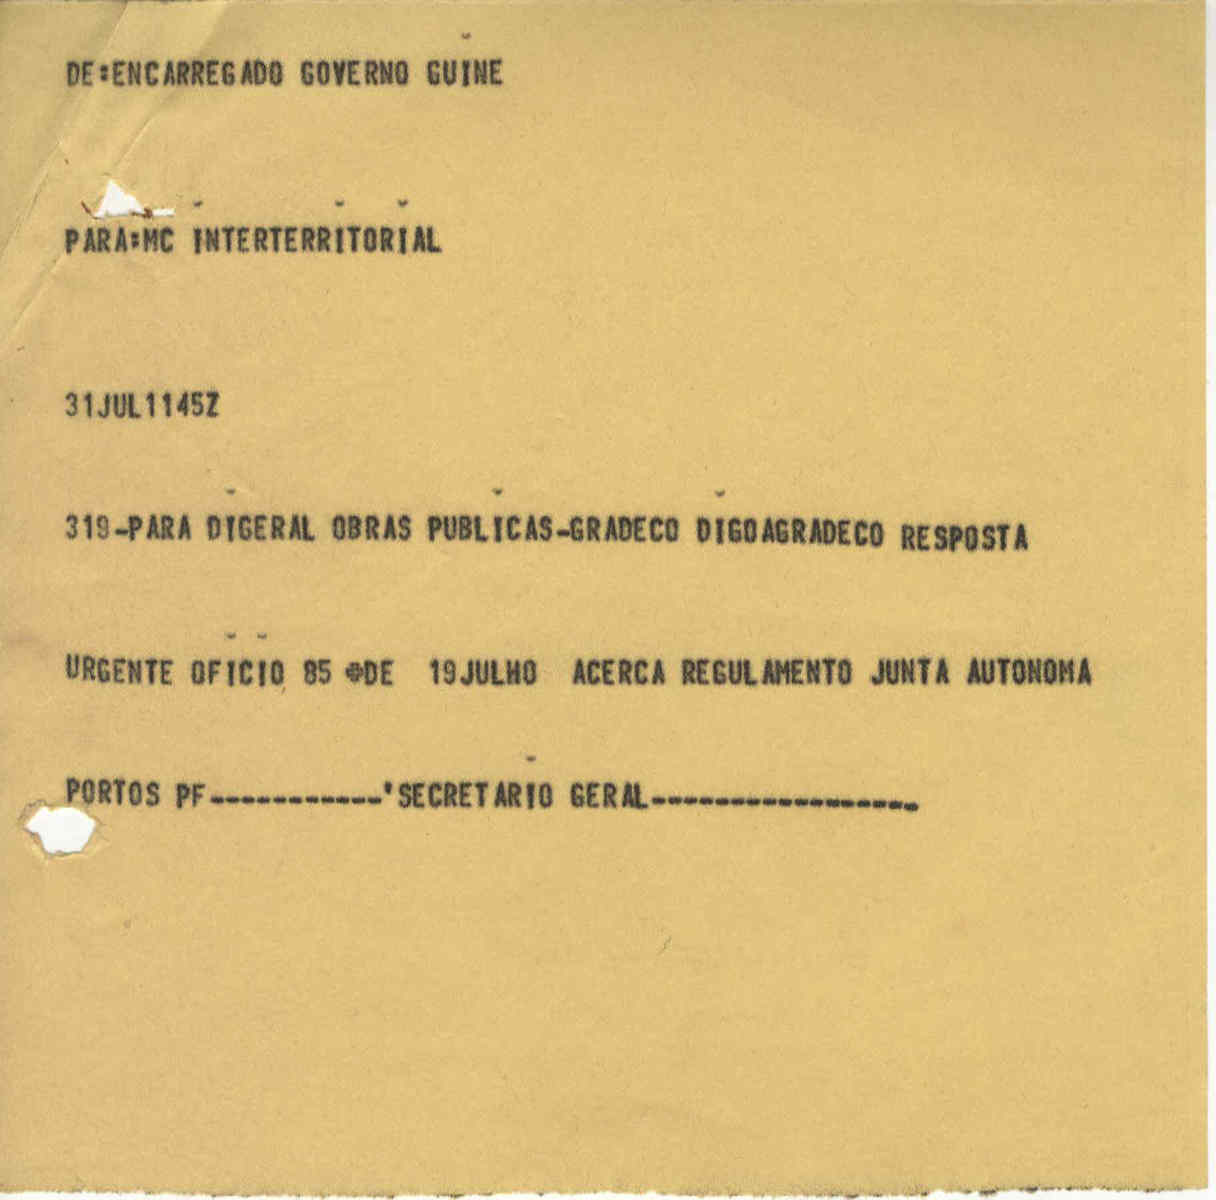 DE:ENCARREGADO GOVERNO GUINE
PARA:MC INTERTERRITORIAL
31JUL1145Z
319-PARA DIGERAL OBRAS PUBLICAS-GRADECO DIGOAGRADECO RESPOSTA
URGENTE OFICIO 85 DE 19JULHO ACERCA REGULAMENTO JUNTA AUTONOMA
PORTOS PF-----------'SECRETARIO GERAL-----------------